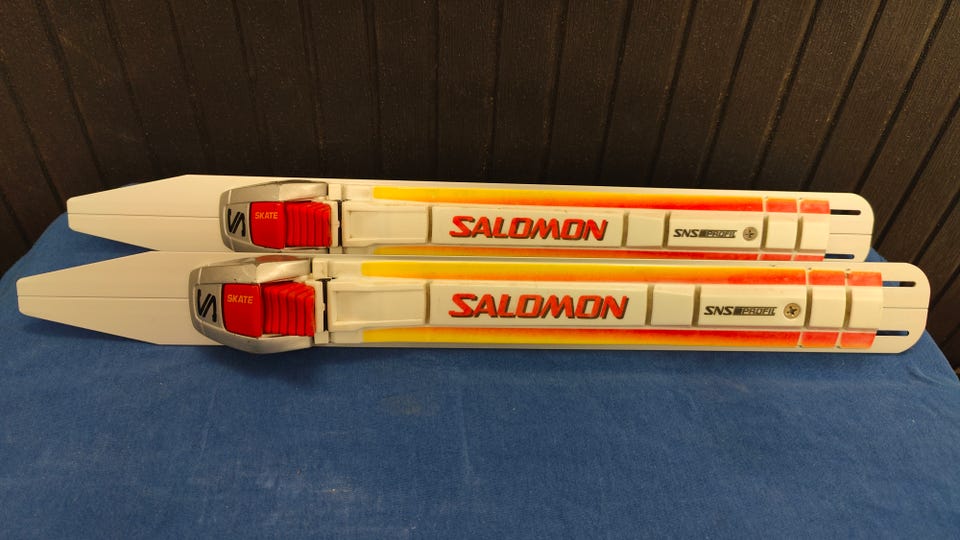 SKATE
SALOMON
SNS PROFIL
SKATE
SALOMON
SNS PROFIL